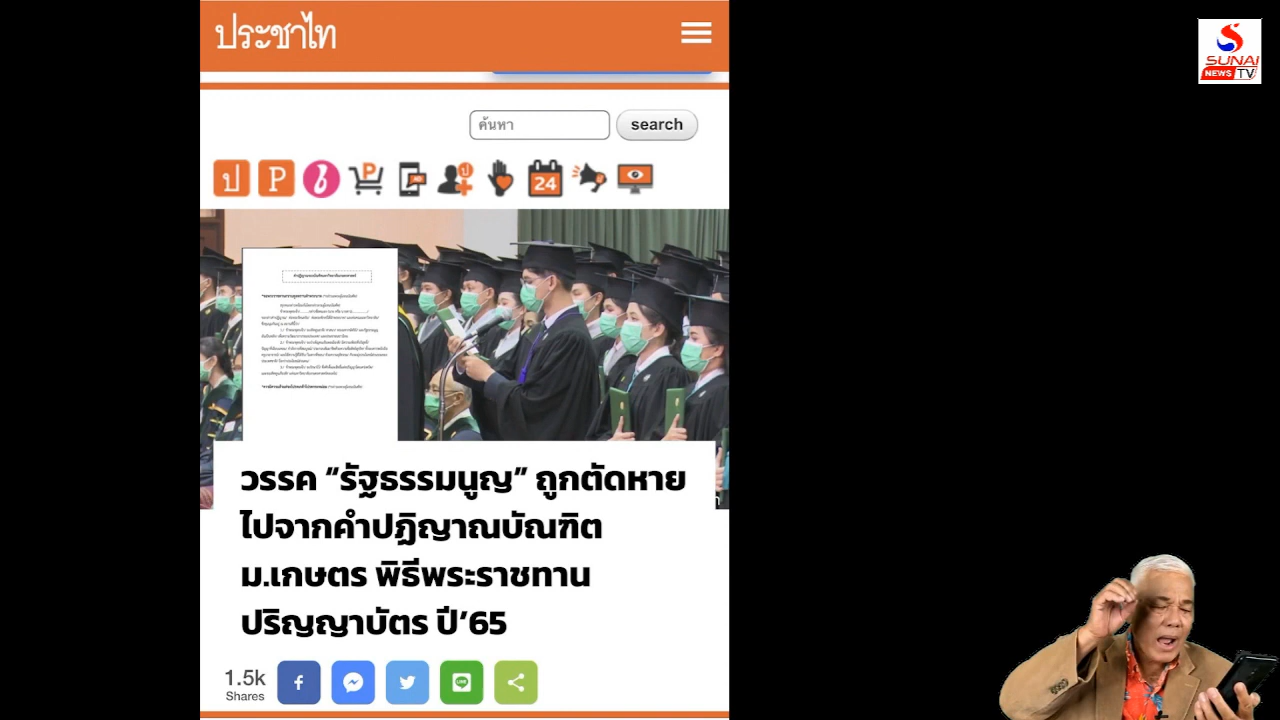 ประชาไท
SUNAI
NEWS TV
ค้นหา
search
ป P 24
วรรค “รัฐธรรมนูญ” ถูกตัดหาย
ไปจากคำปฏิญาณบัณฑิต
ม.เกษตร พิธีพระราชทาน
ปริญญาบัตร ปี’65
1.5k
Shares
LINE